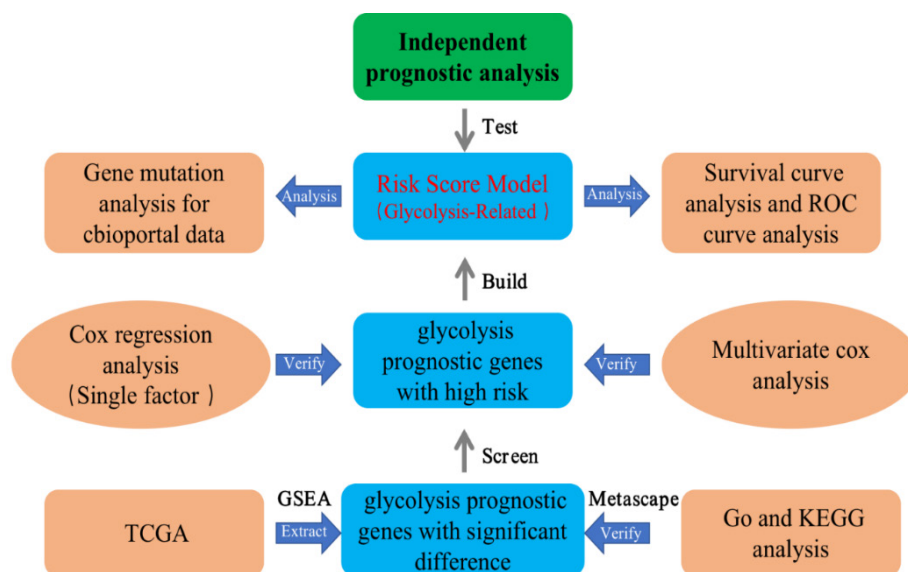 Independent
prognostic analysis
Test
Gene mutation
analysis for
cbioportal data
Analysis
Risk Score Model
(Glycolysis-Related )
Analysis
Survival curve
analysis and ROC
curve analysis
Build
Cox regression
analysis
(Single factor )
Verify
glycolysis
prognostic genes
with high risk
Verify
Multivariate cox
analysis
Screen
TCGA
GSEA
Extract
glycolysis prognostic
genes with significant
difference
Metascape
Verify
Go and KEGG
analysis